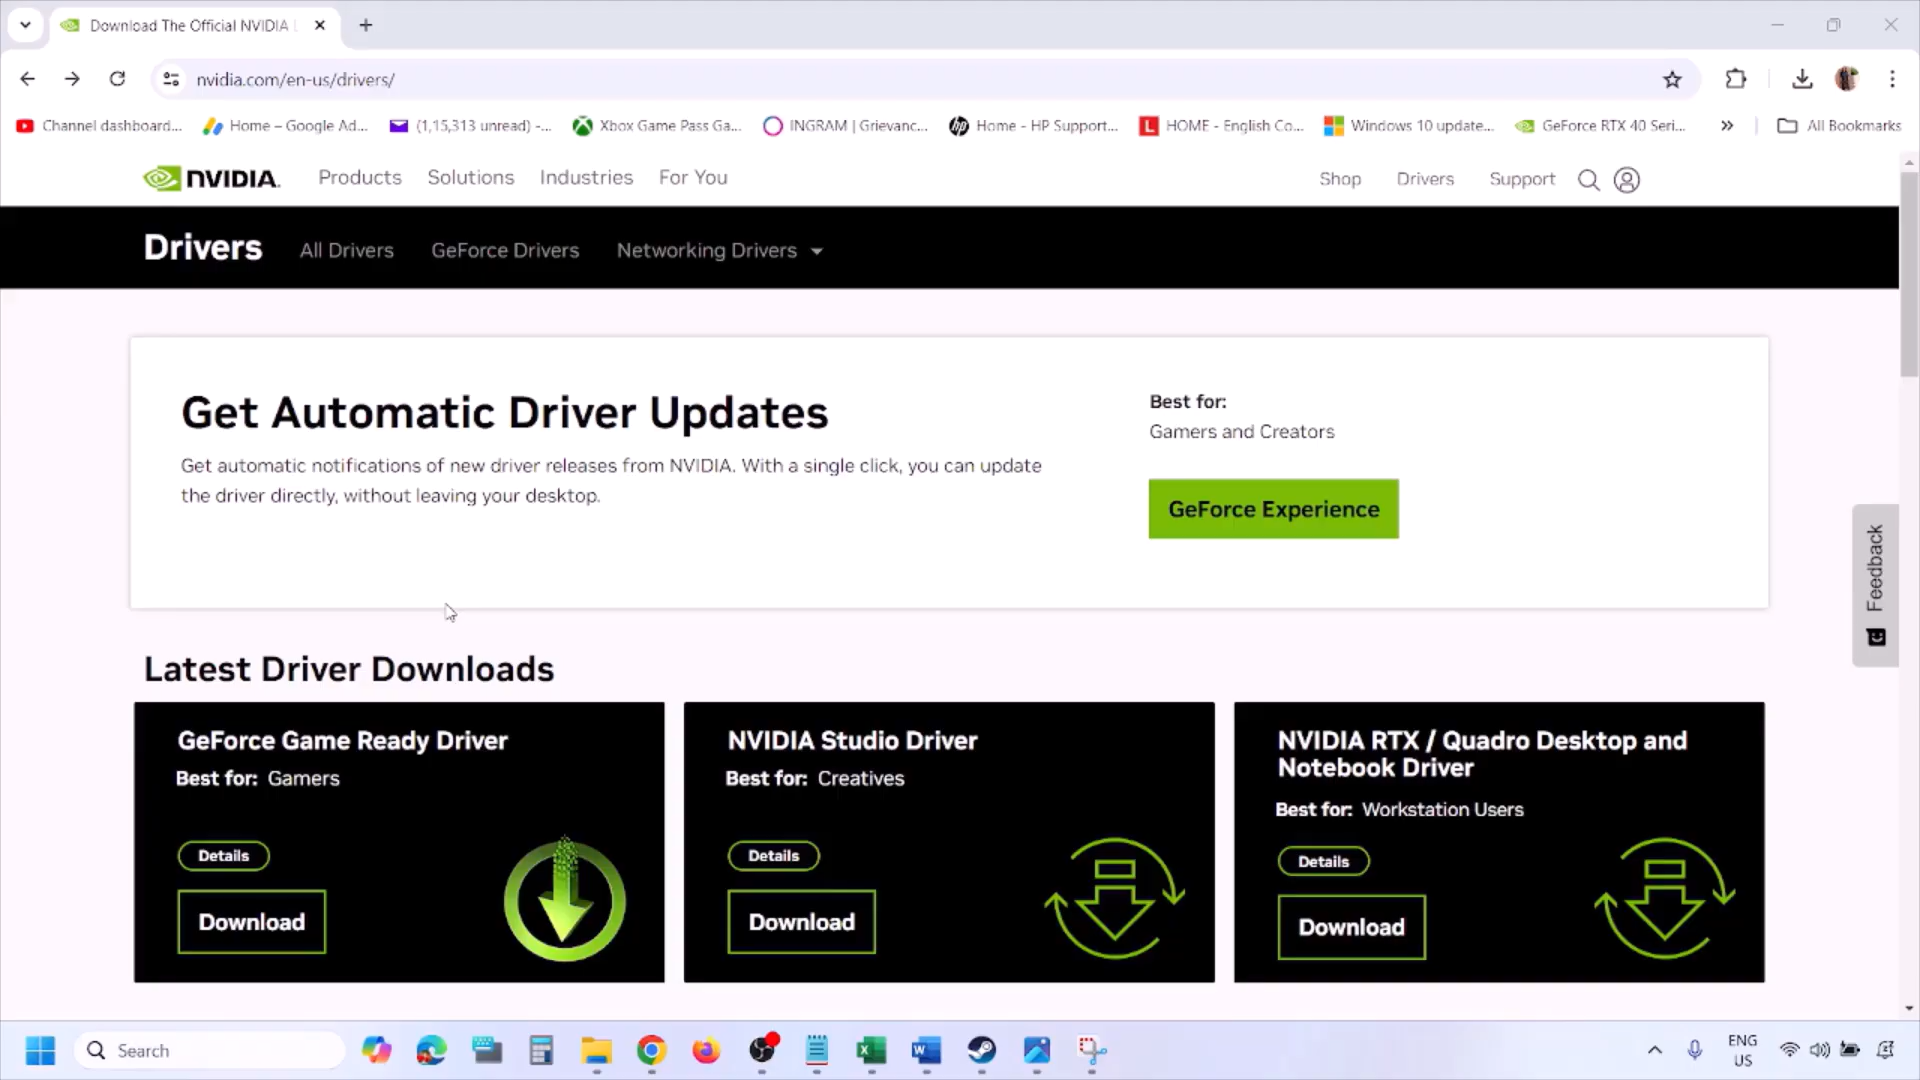 Download The Official NVIDIA
nvidia.com/en-us/drivers/
Channel dashboard...
Home – Google Ad...
(1,15,313 unread) -...
Xbox Game Pass Ga...
INGRAM | Grievanc...
Home - HP Support...
HOME - English Co...
Windows 10 update...
GeForce RTX 40 Seri...
All Bookmarks
NVIDIA.
Products
Solutions
Industries
For You
Shop
Drivers
Support
Drivers
All Drivers
GeForce Drivers
Networking Drivers
Get Automatic Driver Updates
Get automatic notifications of new driver releases from NVIDIA. With a single click, you can update
the driver directly, without leaving your desktop.
Best for:
Gamers and Creators
GeForce Experience
Feedback
Latest Driver Downloads
GeForce Game Ready Driver
Best for: Gamers
Details
Download
NVIDIA Studio Driver
Best for: Creatives
Details
Download
NVIDIA RTX / Quadro Desktop and
Notebook Driver
Best for: Workstation Users
Details
Download
Search
ENG
US